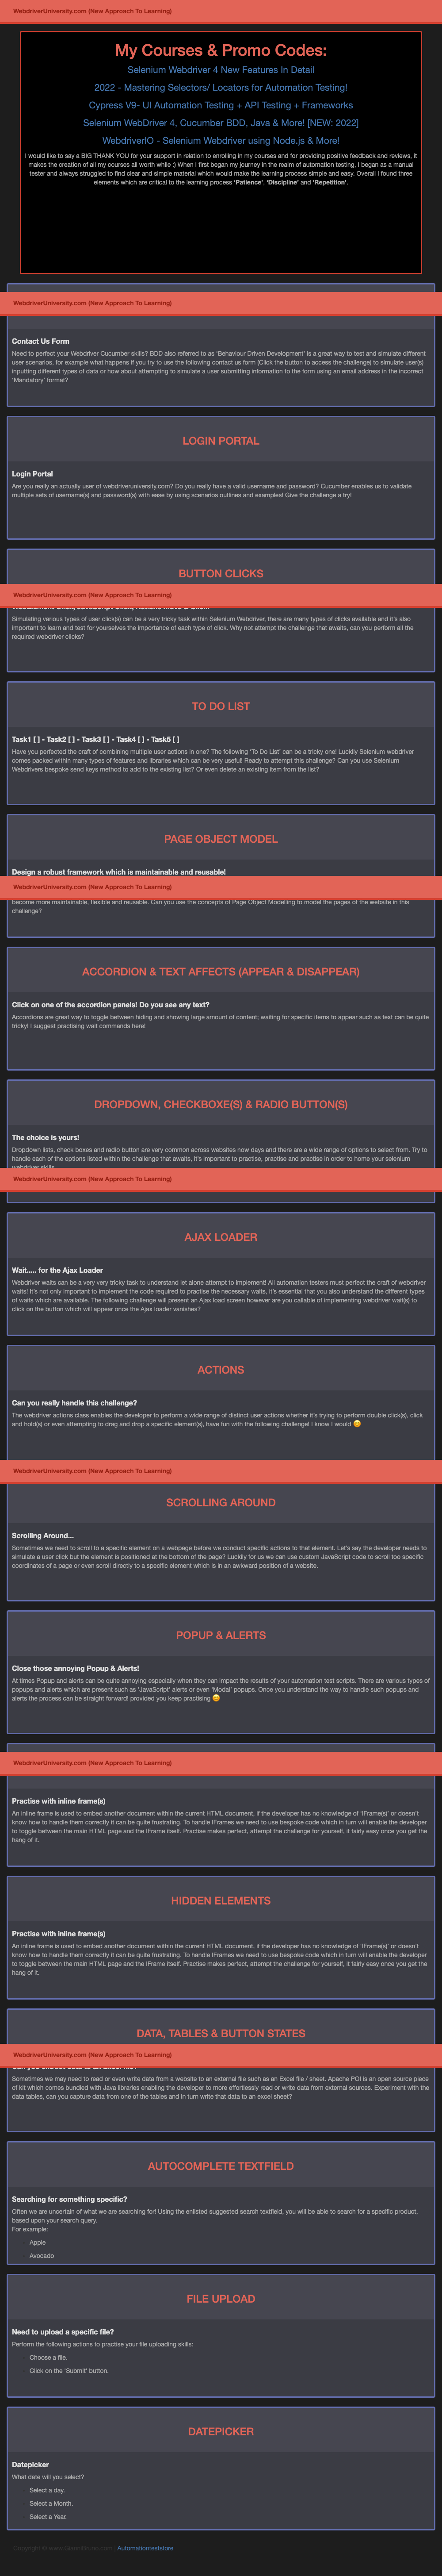 WebdriverUniversity.com (New Approach To Learning)
My Courses & Promo Codes:
Selenium Webdriver 4 New Features In Detail
2022 - Mastering Selectors/ Locators for Automation Testing!
Cypress V9- UI Automation Testing + API Testing + Frameworks
Selenium WebDriver 4, Cucumber BDD, Java & More! [NEW: 2022]
WebdriverIO - Selenium Webdriver using Node.js & More!
I would like to say a BIG THANK YOU for your support in relation to enrolling in my courses and for providing positive feedback and reviews, it
makes the creation of all my courses all worth while :) When I first began my journey in the realm of automation testing, I began as a manual
tester and always struggled to find clear and simple material which would make the learning process simple and easy. Overall I found three
elements which are critical to the learning process 'Patience', 'Discipline' and 'Repetition'.
WebdriverUniversity.com (New Approach To Learning)
Contact Us Form
Need to perfect your Webdriver Cucumber skills? BDD also referred to as 'Behaviour Driven Development' is a great way to test and simulate different
user scenarios, for example what happens if you try to use the following contact us form (Click the button to access the challenge) to simulate user(s)
inputting different types of data or how about attempting to simulate a user submitting information to the form using an email address in the incorrect
'Mandatory' format?
LOGIN PORTAL
Login Portal
Are you really an actually user of webdriveruniversity.com? Do you really have a valid username and password? Cucumber enables us to validate
multiple sets of username(s) and password(s) with ease by using scenarios outlines and examples! Give the challenge a try!
BUTTON CLICKS
WebdriverUniversity.com (New Approach To Learning)
Simulating various types of user click(s) can be a very tricky task within Selenium Webdriver, there are many types of clicks available and it's also
important to learn and test for yourselves the importance of each type of click. Why not attempt the challenge that awaits, can you perform all the
required webdriver clicks?
TO DO LIST
Task1 [ ] - Task2 [ ] - Task3 [ ] - Task4 [ ] - Task5 [ ]
Have you perfected the craft of combining multiple user actions in one? The following 'To Do List' can be a tricky one! Luckily Selenium webdriver
comes packed within many types of features and libraries which can be very useful! Ready to attempt this challenge? Can you use Selenium
Webdrivers bespoke send keys method to add to the existing list? Or even delete an existing item from the list?
PAGE OBJECT MODEL
Design a robust framework which is maintainable and reusable!
WebdriverUniversity.com (New Approach To Learning)
become more maintainable, flexible and reusable. Can you use the concepts of Page Object Modelling to model the pages of the website in this
challenge?
ACCORDION & TEXT AFFECTS (APPEAR & DISAPPEAR)
Click on one of the accordion panels! Do you see any text?
Accordions are great way to toggle between hiding and showing large amount of content; waiting for specific items to appear such as text can be quite
tricky! I suggest practising wait commands here!
DROPDOWN, CHECKBOXE(S) & RADIO BUTTON(S)
The choice is yours!
Dropdown lists, check boxes and radio button are very common across websites now days and there are a wide range of options to select from. Try to
handle each of the options listed within the challenge that awaits, it's important to practise, practise and practise in order to home your selenium
webdriver skills
WebdriverUniversity.com (New Approach To Learning)
AJAX LOADER
Wait..... for the Ajax Loader
Webdriver waits can be a very very tricky task to understand let alone attempt to implement! All automation testers must perfect the craft of webdriver
waits! It's not only important to implement the code required to practise the necessary waits, it's essential that you also understand the different types
of waits which are available. The following challenge will present an Ajax load screen however are you callable of implementing webdriver wait(s) to
click on the button which will appear once the Ajax loader vanishes?
ACTIONS
Can you really handle this challenge?
The webdriver actions class enables the developer to perform a wide range of distinct user actions whether it's trying to perform double click(s), click
and hold(s) or even attempting to drag and drop a specific element(s), have fun with the following challenge! I know I would 😊
WebdriverUniversity.com (New Approach To Learning)
SCROLLING AROUND
Scrolling Around...
Sometimes we need to scroll to a specific element on a webpage before we conduct specific actions to that element. Let's say the developer needs to
simulate a user click but the element is positioned at the bottom of the page? Luckly for us we can use custom JavaScript code to scroll too specific
coordinates of a page or even scroll directly to a specific element which is in an awkward position of a website.
POPUP & ALERTS
Close those annoying Popup & Alerts!
At times Popup and alerts can be quite annoying especially when they can impact the results of your automation test scripts. There are various types of
popups and alerts which are present such as 'JavaScript' alerts or even 'Modal' popups. Once you understand the way to handle such popups and
alerts the process can be straight forward! provided you keep practising 😊
WebdriverUniversity.com (New Approach To Learning)
Practise with inline frame(s)
An inline frame is used to embed another document within the current HTML document, if the developer has no knowledge of 'IFrame(s)' or doesn't
know how to handle them correctly it can be quite frustrating. To handle IFrames we need to use bespoke code which in turn will enable the developer
to toggle between the main HTML page and the IFrame itself. Practise makes perfect, attempt the challenge for yourself, it fairly easy once you get the
hang of it.
HIDDEN ELEMENTS
Practise with inline frame(s)
An inline frame is used to embed another document within the current HTML document, if the developer has no knowledge of 'IFrame(s)' or doesn't
know how to handle them correctly it can be quite frustrating. To handle IFrames we need to use bespoke code which in turn will enable the developer
to toggle between the main HTML page and the IFrame itself. Practise makes perfect, attempt the challenge for yourself, it fairly easy once you get the
hang of it.
DATA, TABLES & BUTTON STATES
WebdriverUniversity.com (New Approach To Learning)
Sometimes we may need to read or even write data from a website to an external file such as an Excel file / sheet. Apache POI is an open source piece
of kit which comes bundled with Java libraries enabling the developer to more effortlessly read or write data from external sources. Experiment with the
data tables, can you capture data from one of the tables and in turn write that data to an excel sheet?
AUTOCOMPLETE TEXTFIELD
Searching for something specific?
Often we are uncertain of what we are searching for! Using the enlisted suggested search textfield, you will be able to search for a specific product,
based upon your search query.
For example:
Apple
Avocado
FILE UPLOAD
Need to upload a specific file?
Perform the following actions to practise your file uploading skills:
Choose a file.
Click on the 'Submit' button.
DATEPICKER
Datepicker
What date will you select?
Select a day.
Select a Month.
Select a Year.
Automationteststore